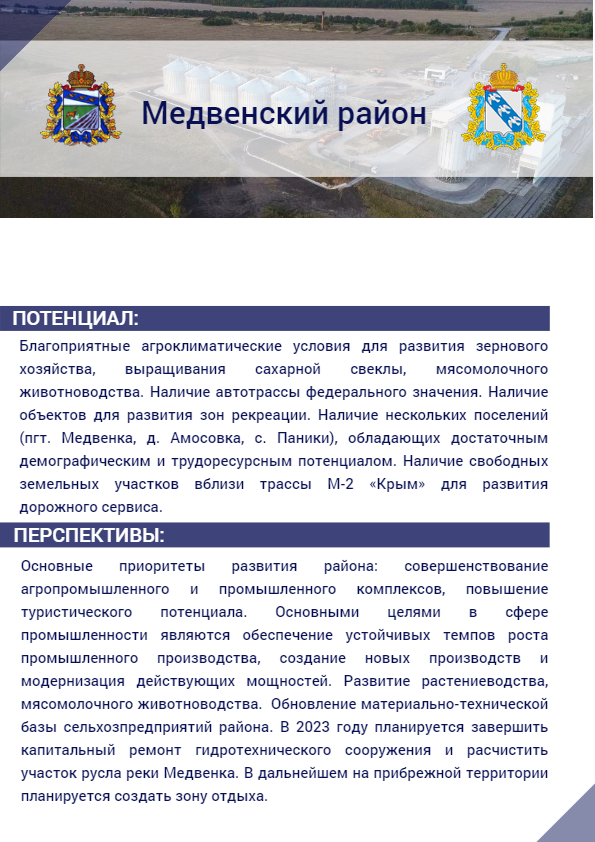 Медвенский район
ПОТЕНЦИАЛ:
Благоприятные агроклиматические условия для развития зернового
хозяйства, выращивания сахарной свеклы, мясомолочного
животноводства. Наличие автотрассы федерального значения. Наличие
объектов для развития зон рекреации. Наличие нескольких поселений
(пгт. Медвенка, д. Амосовка, с. Паники), обладающих достаточным
демографическим и трудоресурсным потенциалом. Наличие свободных
земельных участков вблизи трассы М-2 «Крым» для развития
дорожного сервиса.
ПЕРСПЕКТИВЫ:
Основные приоритеты развития района: совершенствование
агропромышленного и промышленного комплексов, повышение
туристического потенциала. Основными целями в сфере
промышленности являются обеспечение устойчивых темпов роста
промышленного производства, создание новых производств и
модернизация действующих мощностей. Развитие растениеводства,
мясомолочного животноводства. Обновление материально-технической
базы сельхозпредприятий района. В 2023 году планируется завершить
капитальный ремонт гидротехнического сооружения и расчистить
участок русла реки Медвенка. В дальнейшем на прибрежной территории
планируется создать зону отдыха.